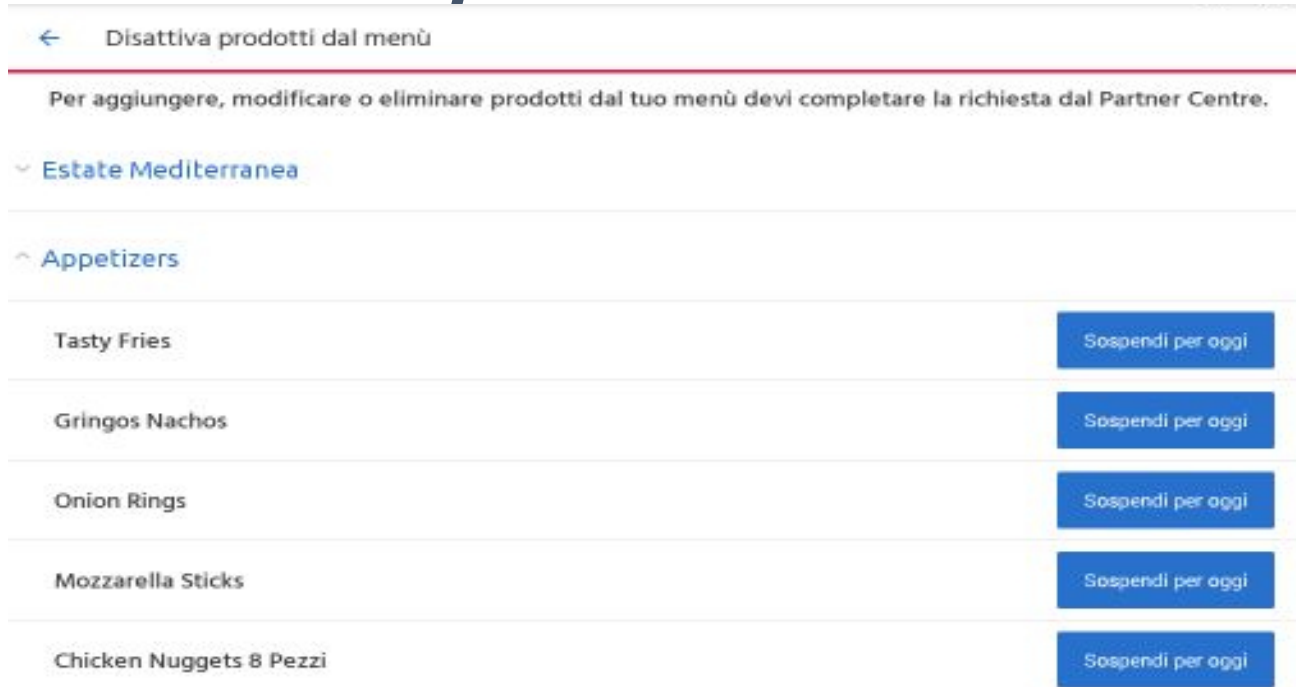 Disattiva prodotti dal menù
Per aggiungere, modificare o eliminare prodotti dal tuo menù devi completare la richiesta dal Partner Centre.
Estate Mediterranea
Appetizers
Tasty Fries
Sospendi per oggi
Gringos Nachos
Sospendi per oggi
Onion Rings
Sospendi per oggi
Mozzarella Sticks
Sospendi per oggi
Chicken Nuggets 8 Pezzi
Sospendi per oggi